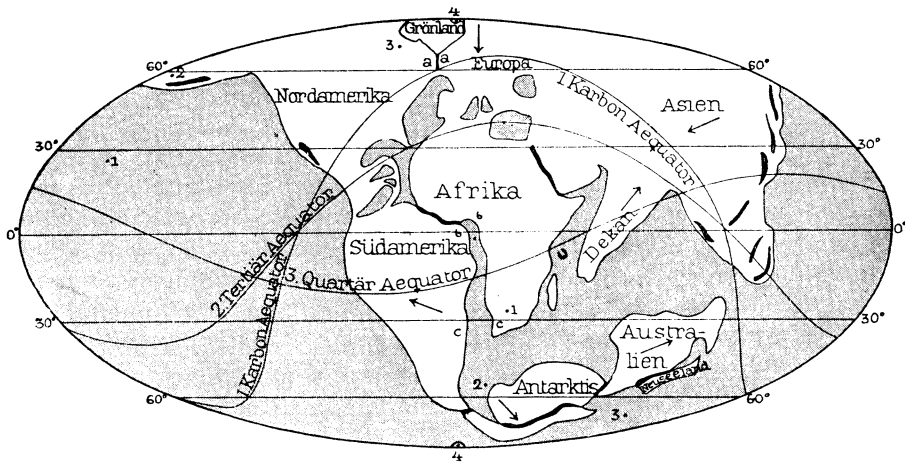 4
Grönland
3.
a a
Europa
60°
60°
.2
Nordamerika
1 Karbon Aequator
Asien
30°
30°
.1
Afrika
b
b
Dekan
0°
0°
Südamerika
2 Tertiär Aequator
3. Quartär Aequator
1 Karbon Aequator
.1
c
c
30°
30°
Austra-
lien
2.
Antarktis
Neuseeland
3.
60°
60°
4